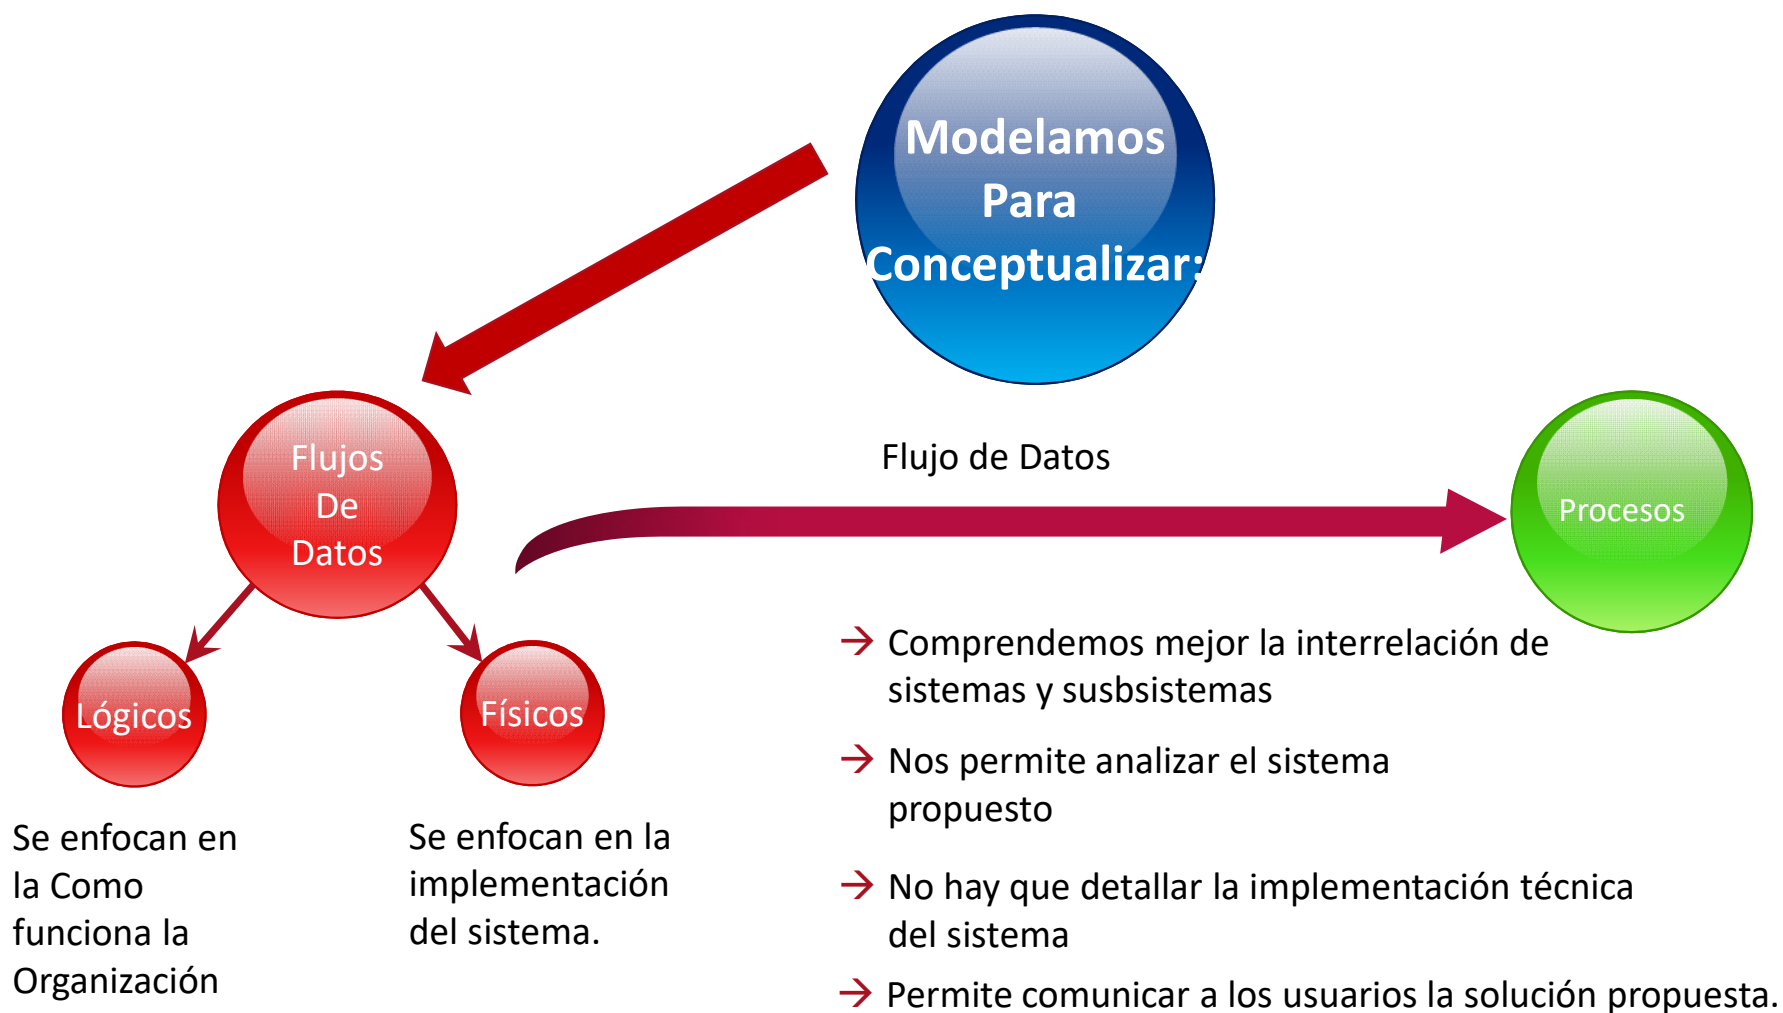 Modelamos
Para
Conceptualizar:
Flujos
De
Datos
Flujo de Datos
Procesos
Lógicos
Físicos
Se enfocan en
la Como
funciona la
Organización
Se enfocan en la
implementación
del sistema.
→ Comprendemos mejor la interrelación de
sistemas y susbsistemas
→ Nos permite analizar el sistema
propuesto
→ No hay que detallar la implementación técnica
del sistema
→ Permite comunicar a los usuarios la solución propuesta.